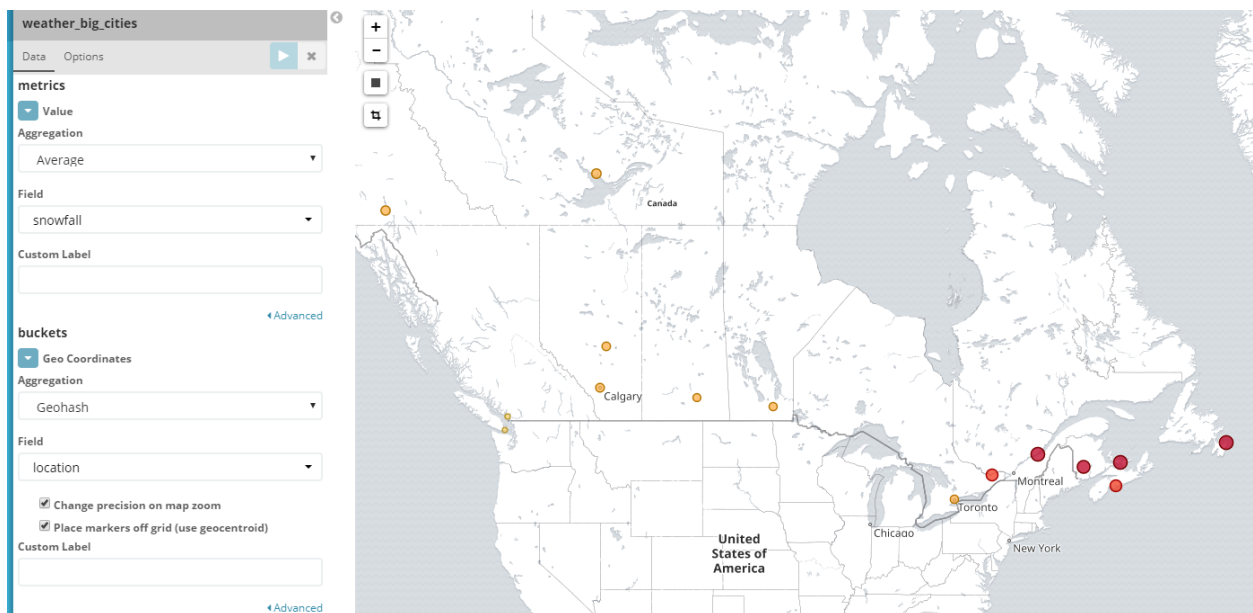 weather_big_cities
Data Options
metrics
Value
Aggregation
Average
Field
snowfall
Custom Label
Advanced
buckets
Geo Coordinates
Aggregation
Geohash
Field
location
Change precision on map zoom
Place markers off grid (use geocentroid)
Custom Label
Advanced
+
−
Canada
Calgary
Montreal
Toronto
Chicago
New York
United
States of
America